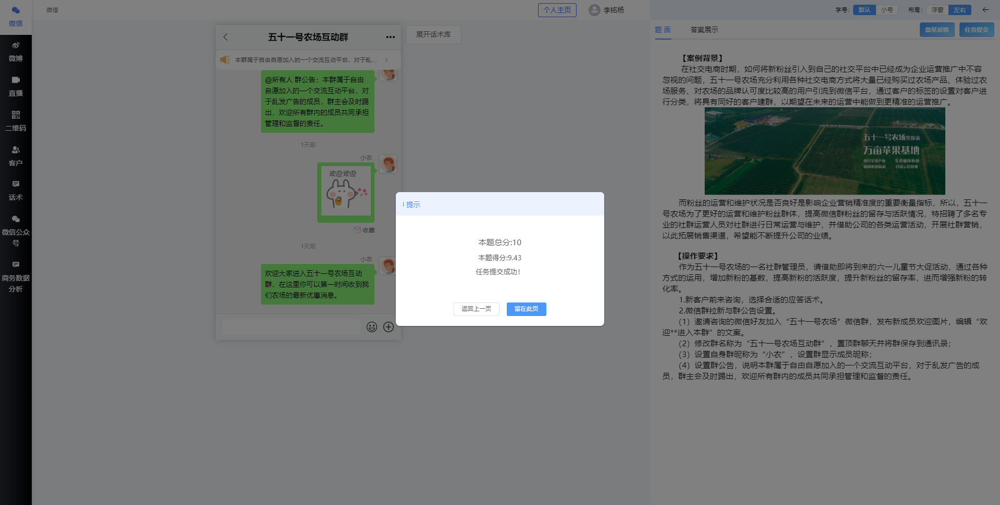 微信
个人主页
李铭杨
字号:
默认
小号
布局:
浮窗
左右
微信
微博
直播
二维码
客户
话术
微信公众
号
商务数据
分析
五十一号农场互动群
展开话术库
本群属于自由自愿加入的一个交流互动平台，对于乱...
@所有人 群公告：本群属于自由
自愿加入的一个交流互动平台，对
于乱发广告的成员，群主会及时踢
出，欢迎所有群内的成员共同承担
管理和监督的责任。
1天前
小农
欢迎欢迎
收藏
1天前
小农
欢迎大家进入五十一号农场互动
群，在这里你可以第一时间收到我
们农场的最新优惠消息。
提示
本题总分:10
本题得分:9.43
任务提交成功！
返回上一页
留在此页
题 面
答案展示
意见反馈
任务提交
【案例背景】
在社交电商时期，如何将新粉丝引入到自己的社交平台中已经成为企业运营推广中不容
忽视的问题，五十一号农场充分利用各种社交电商方式将大量已经购买过农场产品、体验过农
场服务、对农场的品牌认可度比较高的用户引流到微信平台，通过客户的标签的设置对客户进
行分类，将具有同好的客户建群，以期望在未来的运营中能做到更精准的运营推广。
五十一号农场等你来
万亩苹果基地
现代苹果产业
生态循环农业
休闲农业旅游
科技示范基地
而粉丝的运营和维护状况是否良好是影响企业营销精准度的重要衡量指标，所以，五十一
号农场为了更好的运营和维护粉丝群体，提高微信群粉丝的留存与活跃情况，特招聘了多名专
业的社群运营人员对社群进行日常运营与维护，并借助公司的各类运营活动，开展社群营销，
以此拓展销售渠道，希望能不断提升公司的业绩。
【操作要求】
作为五十一号农场的一名社群管理员，请借助即将到来的六一儿童节大促活动，通过各种
方式的运用，增加新粉的基数，提高新粉的活跃度，提升新粉丝的留存率，进而增强新粉的转
化率。
1.新客户前来咨询，选择合适的应答话术。
2.微信群拉新与群公告设置。
（1）邀请咨询的微信好友加入“五十一号农场”微信群，发布新成员欢迎图片，编辑“欢
迎**进入本群”的文案。
（2）修改群名称为“五十一号农场互动群”，置顶群聊天并将群保存到通讯录；
（3）设置自身群昵称为“小农”，设置群显示成员昵称；
（4）设置群公告，说明本群属于自由自愿加入的一个交流互动平台，对于乱发广告的成
员，群主会及时踢出，欢迎所有群内的成员共同承担管理和监督的责任。